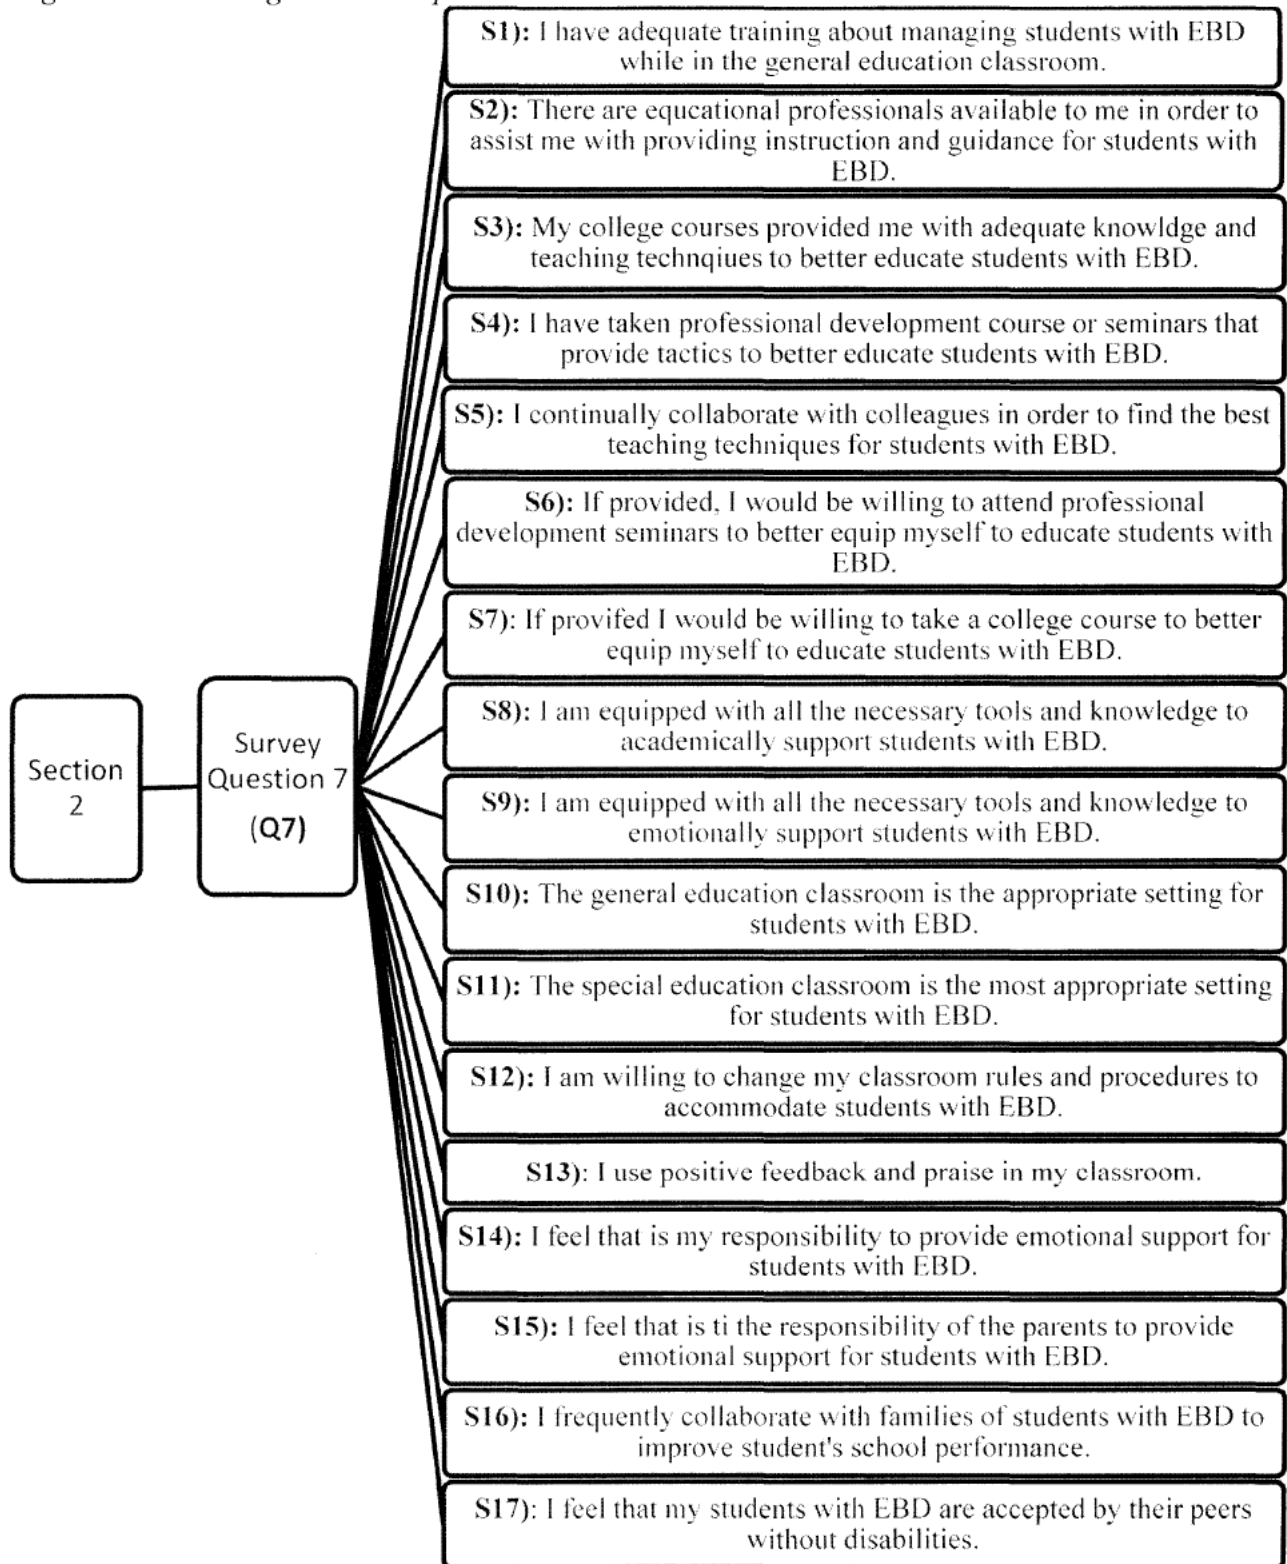 S1): I have adequate training about managing students with EBD
while in the general education classroom.
S2): There are equcational professionals available to me in order to
assist me with providing instruction and guidance for students with
EBD.
S3): My college courses provided me with adequate knowldge and
teaching technqiues to better educate students with EBD.
S4): I have taken professional development course or seminars that
provide tactics to better educate students with EBD.
S5): I continually collaborate with colleagues in order to find the best
teaching techniques for students with EBD.
S6): If provided, I would be willing to attend professional
development seminars to better equip myself to educate students with
EBD.
S7): If provifed I would be willing to take a college course to better
equip myself to educate students with EBD.
Section
2
Survey
Question 7
(Q7)
S8): I am equipped with all the necessary tools and knowledge to
academically support students with EBD.
S9): I am equipped with all the necessary tools and knowledge to
emotionally support students with EBD.
S10): The general education classroom is the appropriate setting for
students with EBD.
S11): The special education classroom is the most appropriate setting
for students with EBD.
S12): I am willing to change my classroom rules and procedures to
accommodate students with EBD.
S13): I use positive feedback and praise in my classroom.
S14): I feel that is my responsibility to provide emotional support for
students with EBD.
S15): I feel that is ti the responsibility of the parents to provide
emotional support for students with EBD.
S16): I frequently collaborate with families of students with EBD to
improve student's school performance.
S17): I feel that my students with EBD are accepted by their peers
without disabilities.